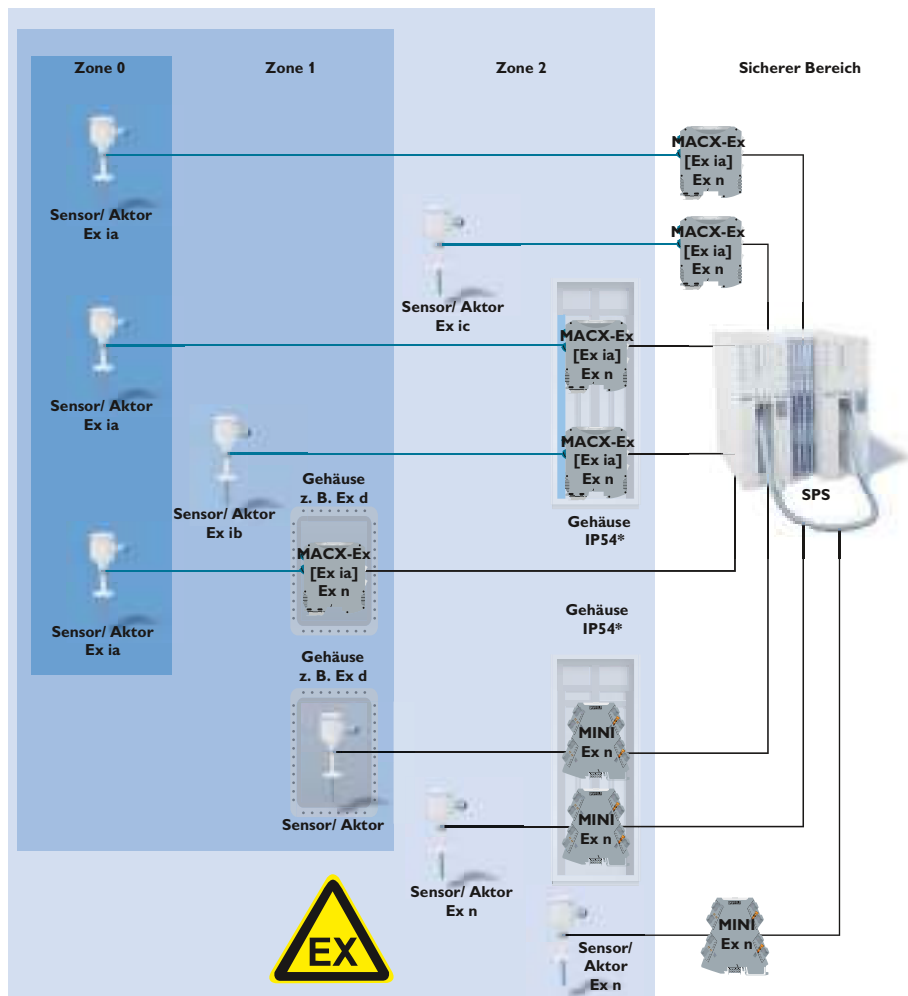 Zone 0
Zone 1
Zone 2
Sicherer Bereich
MACX-Ex
[Ex ia]
Ex n
Sensor/ Aktor
Ex ia
MACX-Ex
[Ex ia]
Ex n
Sensor/ Aktor
Ex ic
MACX-Ex
[Ex ia]
Ex n
Sensor/ Aktor
Ex ia
MACX-Ex
[Ex ia]
Ex n
SPS
Sensor/ Aktor
Ex ib
Gehäuse
z. B. Ex d
Gehäuse
IP54*
MACX-Ex
[Ex ia]
Ex n
Sensor/ Aktor
Ex ia
Gehäuse
IP54*
Gehäuse
z. B. Ex d
MINI
Ex n
Sensor/ Aktor
MINI
Ex n
Sensor/ Aktor
Ex n
EX
Sensor/
Aktor
Ex n
MINI
Ex n